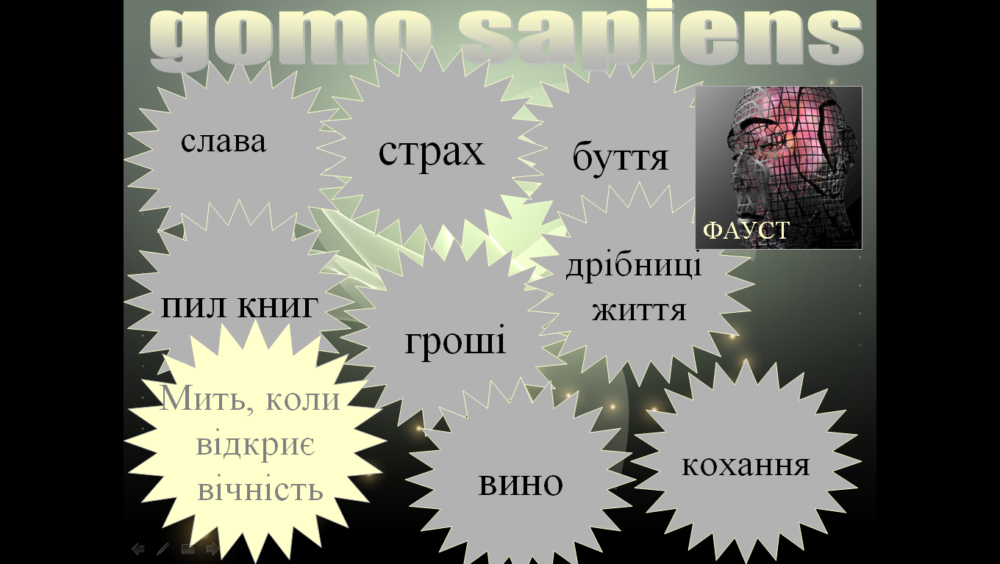 gomo sapiens
слава
страх
буття
ФАУСТ
дрібниці
життя
пил книг
гроші
Мить, коли
відкриє
вічність
вино
кохання